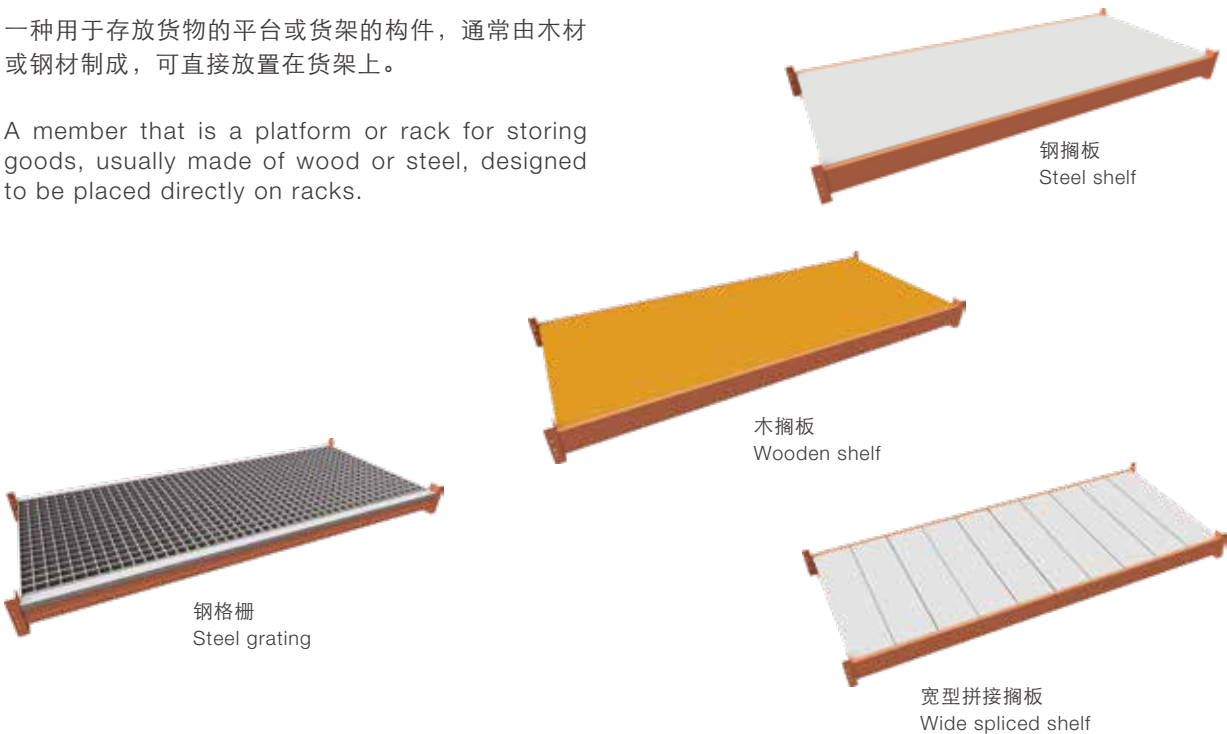 一种用于存放货物的平台或货架的构件，通常由木材
或钢材制成，可直接放置在货架上。
A member that is a platform or rack for storing
goods, usually made of wood or steel, designed
to be placed directly on racks.
钢搁板
Steel shelf
木搁板
Wooden shelf
钢格栅
Steel grating
宽型拼接搁板
Wide spliced shelf